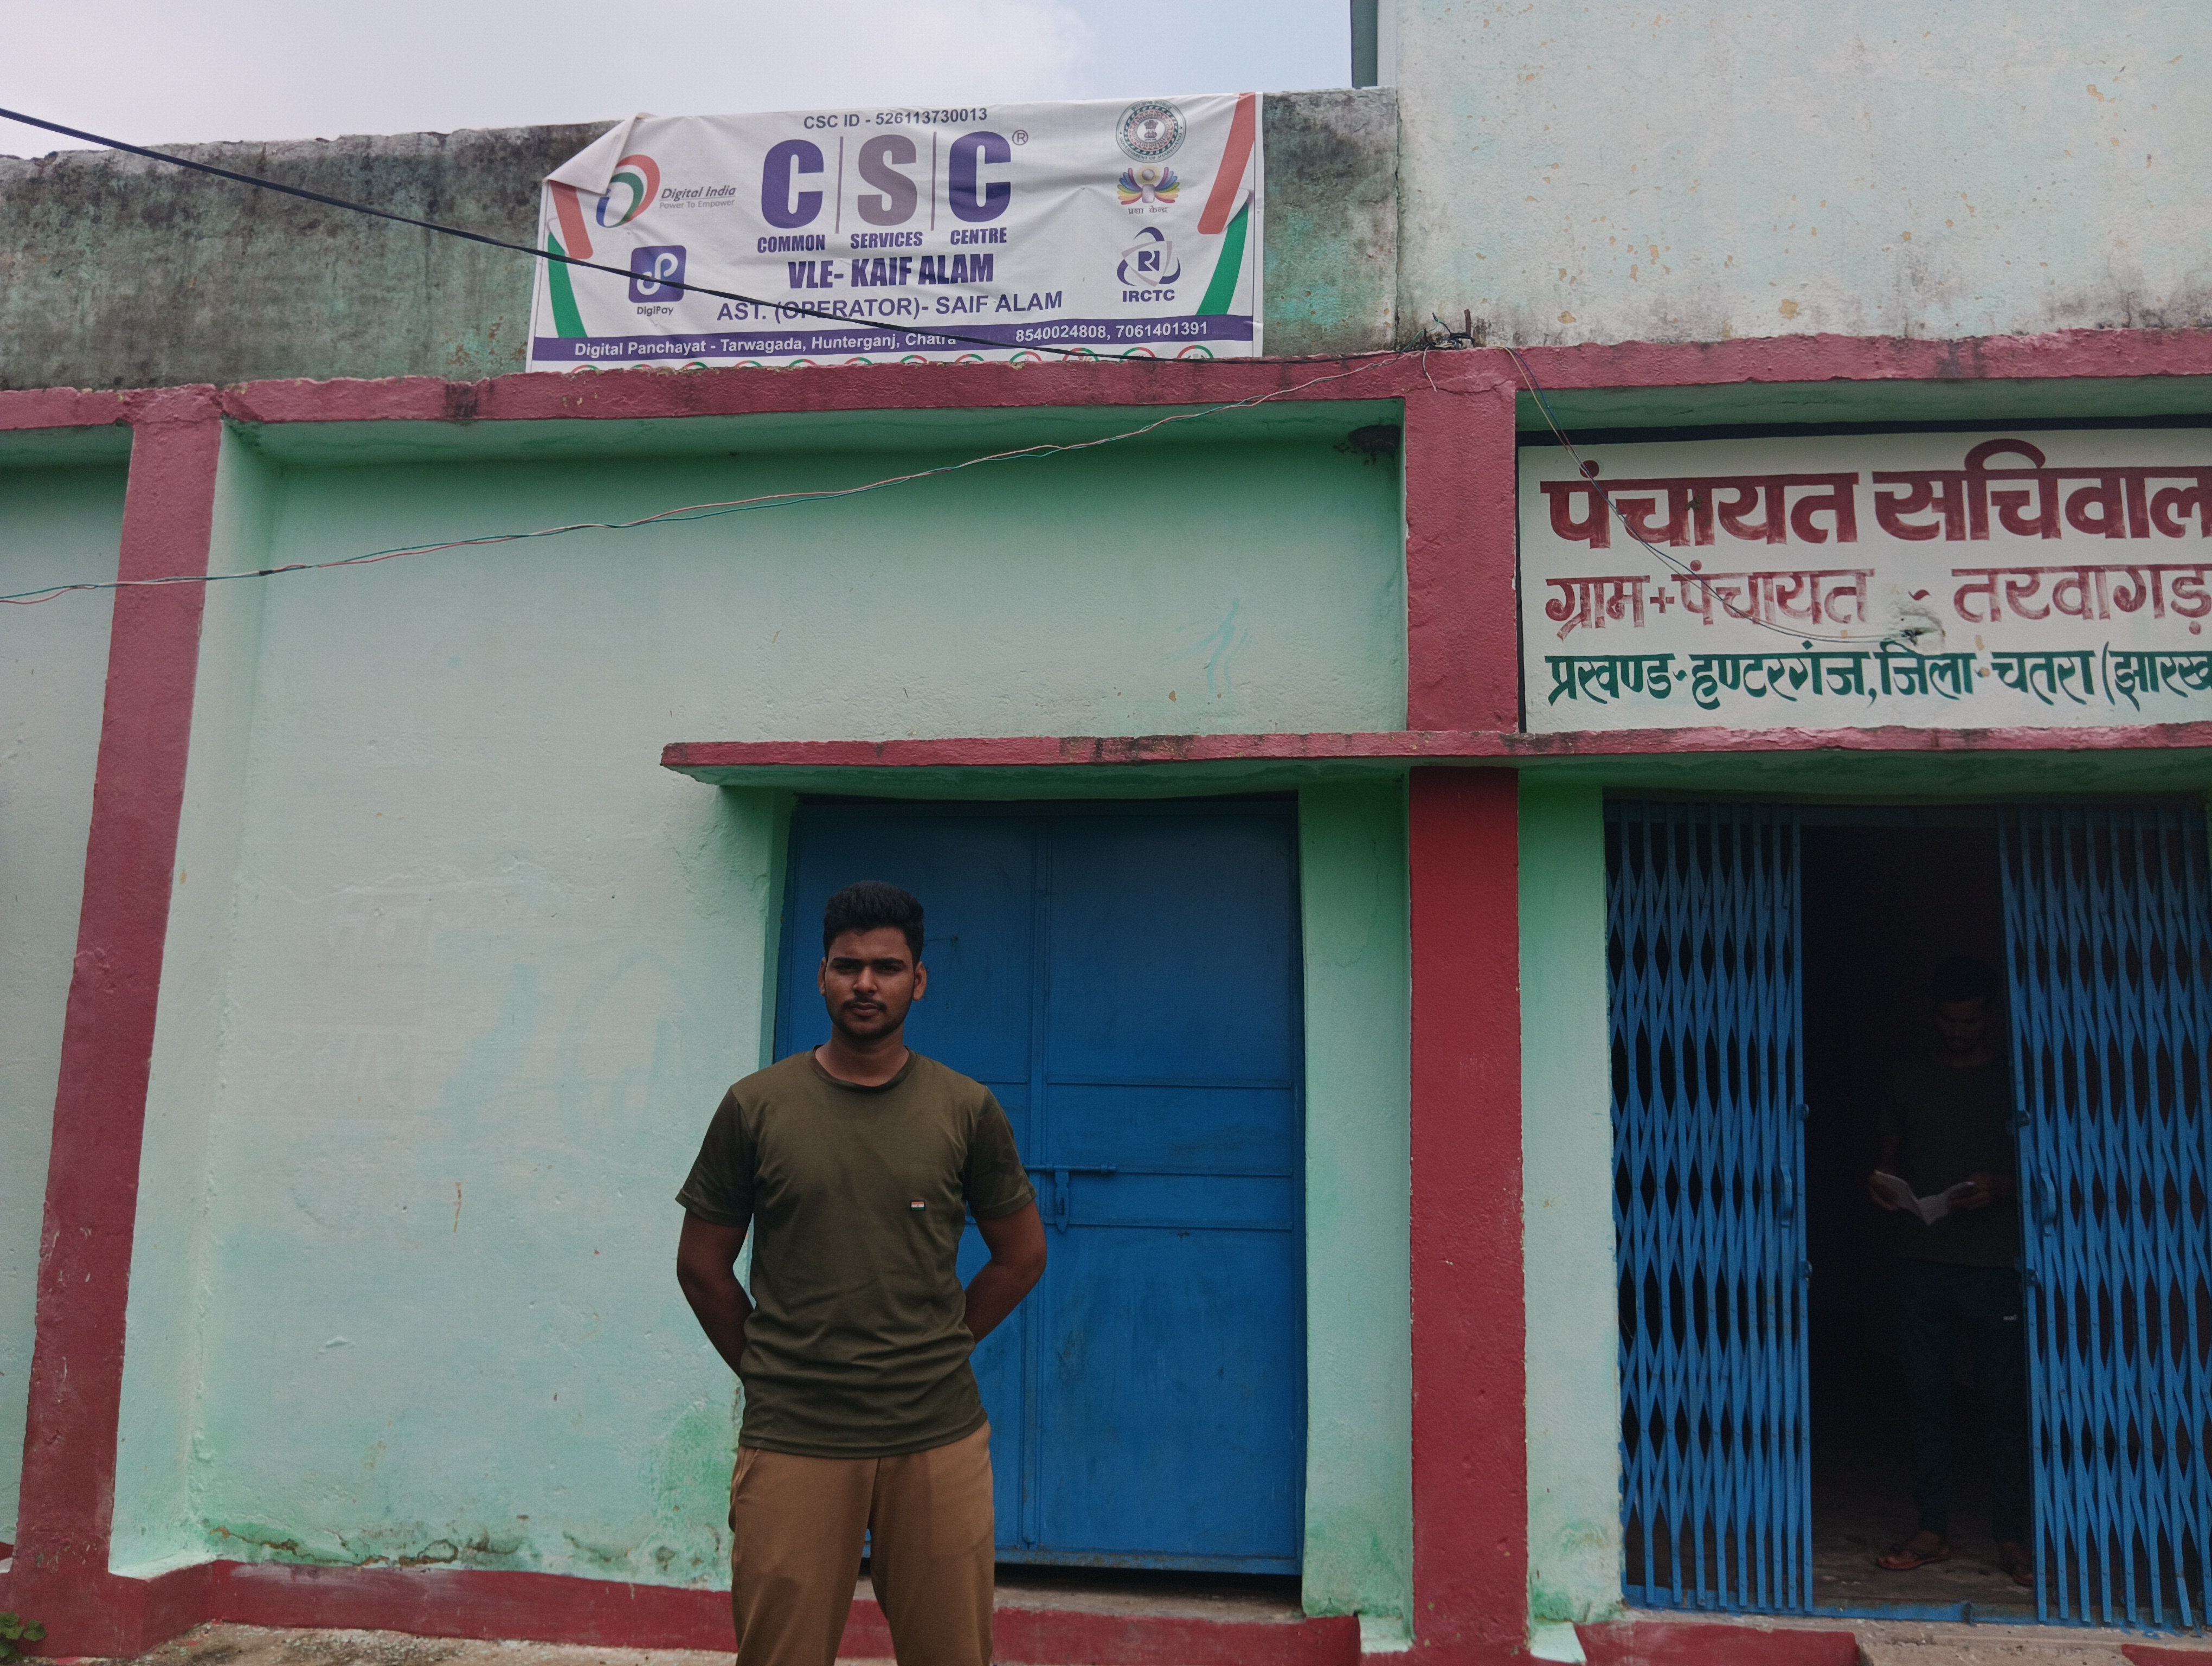 CSC ID - 526113730013
CSC®
Digital India
Power To Empower
COMMON SERVICES CENTRE
प्रज्ञा केन्द्र
VLE- KAIF ALAM
DigiPay
IRCTC
AST. (OPERATOR)- SAIF ALAM
Digital Panchayat - Tarwagada, Hunterganj, Chatra 8540024808, 7061401391
पंचायत सचिवाल
ग्राम+पंचायत - तरवागड़
प्रखण्ड-हण्टरगंज, जिला-चतरा (झारख